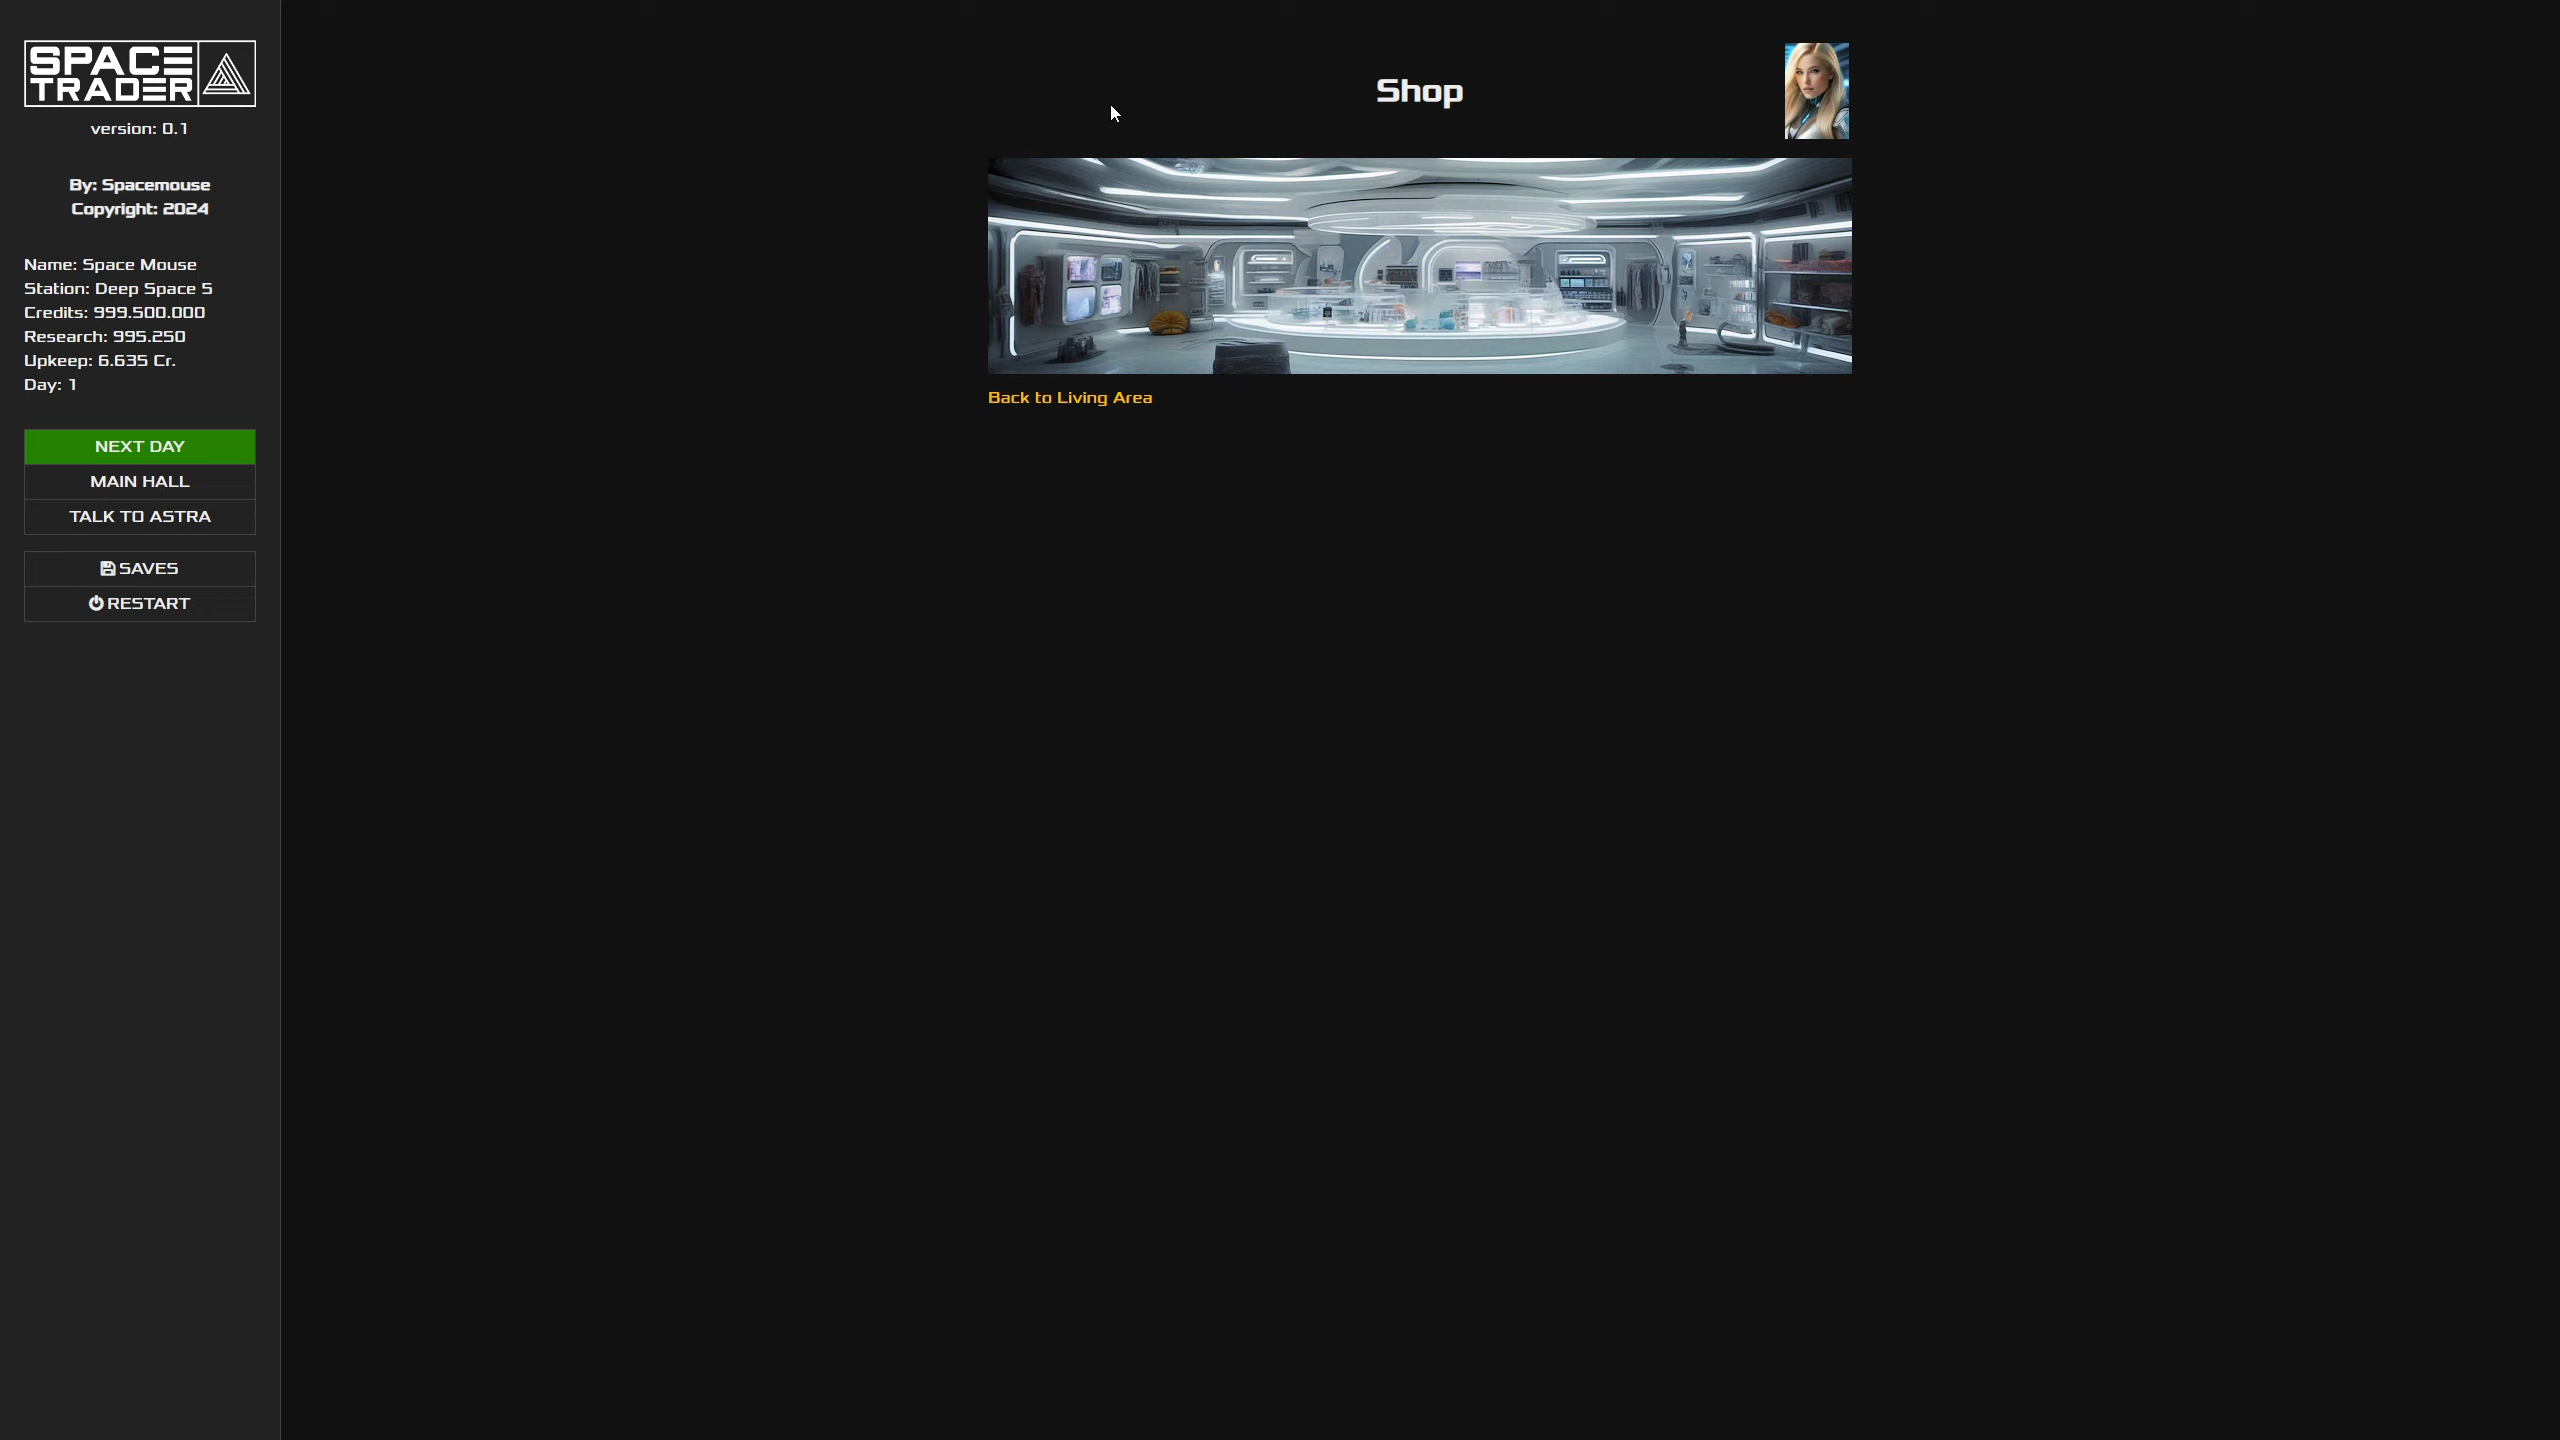 SPACE
TRADER
version: 0.1
By: Spacemouse
Copyright: 2024
Name: Space Mouse
Station: Deep Space 5
Credits: 999.500.000
Research: 995.250
Upkeep: 6.635 Cr.
Day: 1
NEXT DAY
MAIN HALL
TALK TO ASTRA
SAVES
RESTART
Shop
Back to Living Area